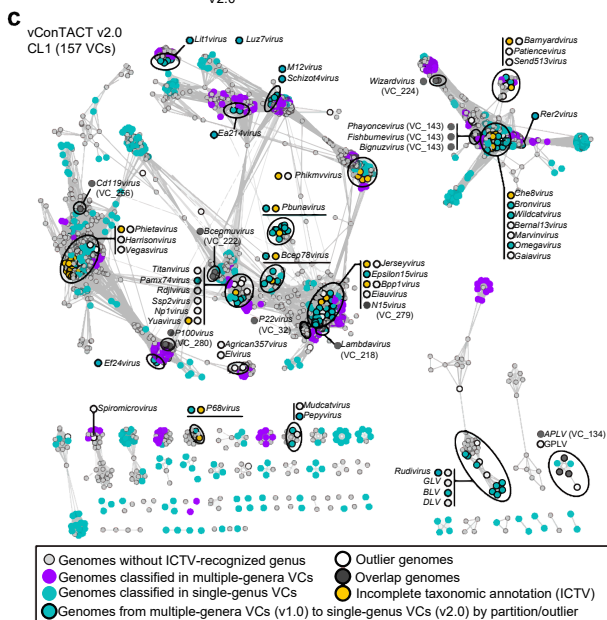 v2.0
c
vConTACT v2.0
CL1 (157 VCs)
Lit1virus
Luz7virus
M12virus
Schizot4virus
Ea214virus
Barnyardvirus
Patiencevirus
Send513virus
Wizardvirus
(VC_224)
Rer2virus
Phayoncevirus (VC_143)
Fishburnevirus (VC_143)
Bignuzvirus (VC_143)
Phikmvvirus
Cd119virus
(VC_256)
Pbunavirus
Che8virus
Bronvirus
Wildcatvirus
Bernal13virus
Marvinvirus
Omegavirus
Gaiavirus
Phietavirus
Harrisonvirus
Vegasvirus
Bcepmuvirus
(VC_222)
Bcep78virus
Titanvirus
Pamx74virus
Rdjlvirus
Ssp2virus
Np1virus
Yuavirus
Jerseyvirus
Epsilon15virus
Bpp1virus
Eiauvirus
N15virus
(VC_279)
P22virus
(VC_32)
P100virus
(VC_280)
Lambdavirus
(VC_218)
Agrican357virus
Elvirus
Ef24virus
Spiromicrovirus
P68virus
Mudcatvirus
Pepyvirus
APLV (VC_134)
GPLV
Rudivirus
GLV
BLV
DLV
Genomes without ICTV-recognized genus
Genomes classified in multiple-genera VCs
Genomes classified in single-genus VCs
Genomes from multiple-genera VCs (v1.0) to single-genus VCs (v2.0) by partition/outlier
Outlier genomes
Overlap genomes
Incomplete taxonomic annotation (ICTV)